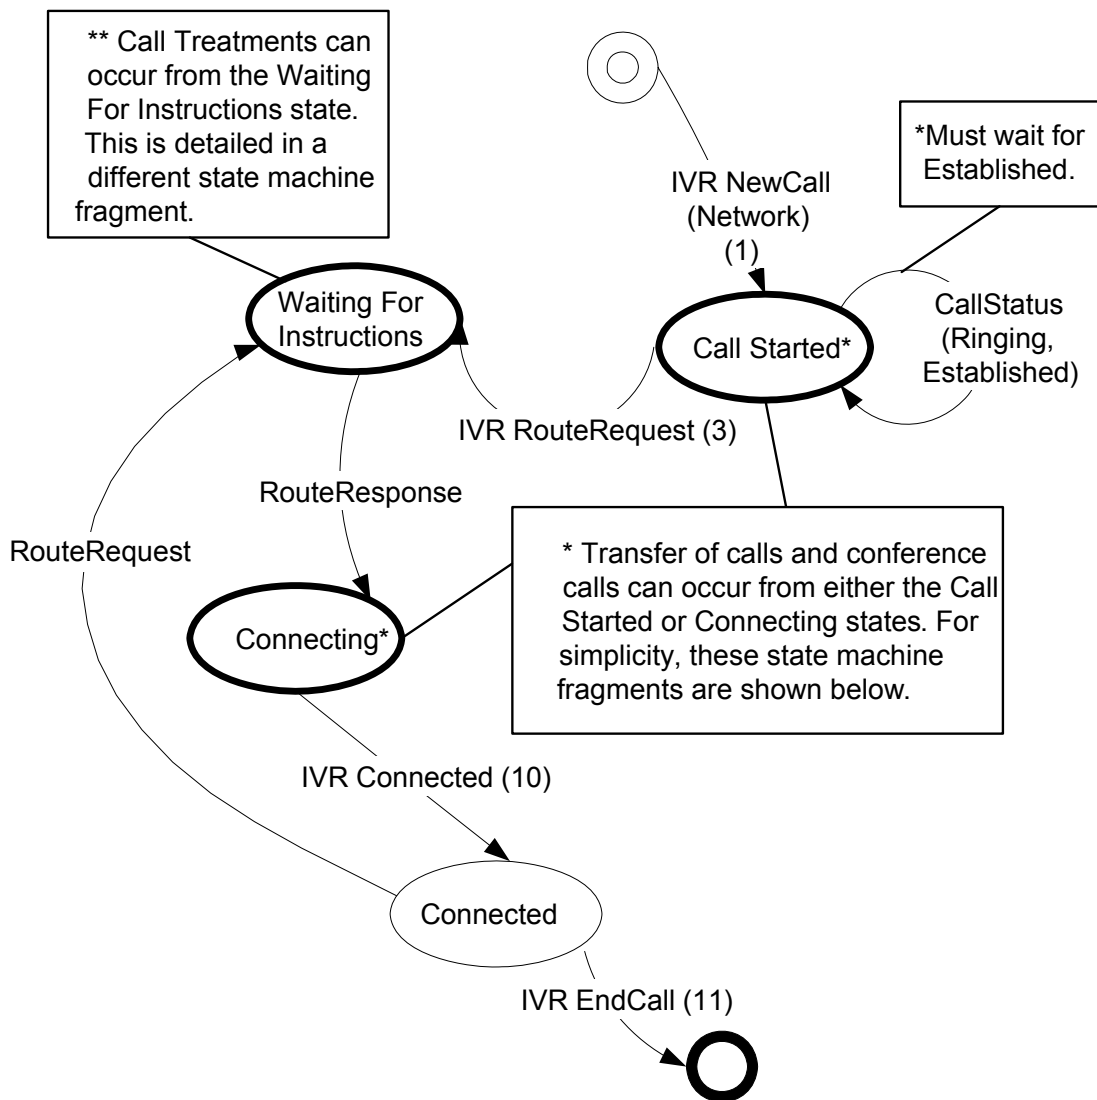 ** Call Treatments can
occur from the Waiting
For Instructions state.
This is detailed in a
different state machine
fragment.
IVR NewCall
(Network)
(1)
*Must wait for
Established.
Waiting For
Instructions
Call Started*
CallStatus
(Ringing,
Established)
IVR RouteRequest (3)
RouteResponse
RouteRequest
* Transfer of calls and conference
calls can occur from either the Call
Started or Connecting states. For
simplicity, these state machine
fragments are shown below.
Connecting*
IVR Connected (10)
Connected
IVR EndCall (11)